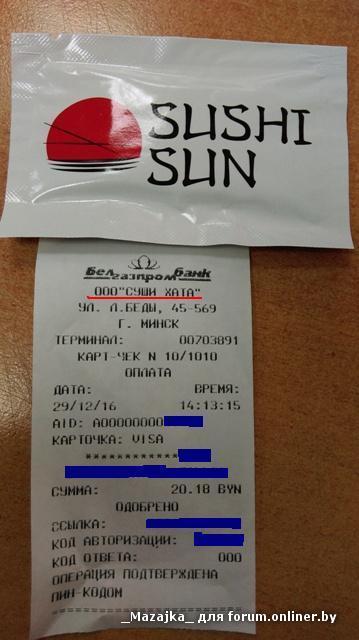 SUSHI
SUN
Белгазпромбанк
ООО"СУШИ ХАТА"
УЛ. Л.БЕДЫ, 45-569
Г. МИНСК
ТЕРМИНАЛ: 00703891
КАРТ-ЧЕК N 10/1010
ОПЛАТА
ДАТА: ВРЕМЯ:
29/12/16 14:13:15
AID: A00000000
КАРТОЧКА: VISA
************
СУММА: 20.18 BYN
ОДОБРЕНО
ССЫЛКА:
КОД АВТОРИЗАЦИИ:
КОД ОТВЕТА: 000
ОПЕРАЦИЯ ПОДТВЕРЖДЕНА
ПИН-КОДОМ
_Mazajka_ для forum.onliner.by